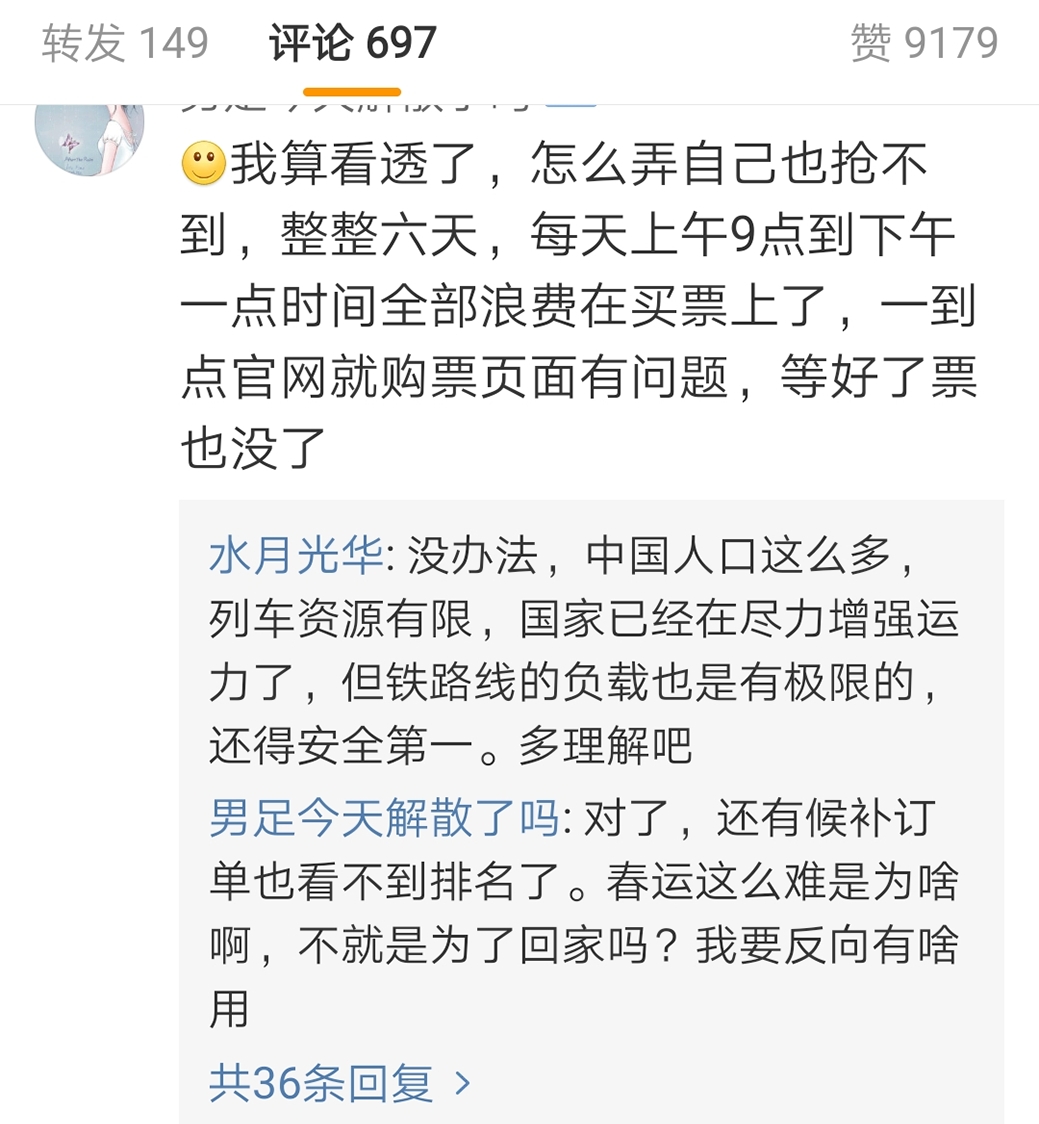 转发 149
评论 697
赞 9179
我算看透了，怎么弄自己也抢不
到，整整六天，每天上午9点到下午
一点时间全部浪费在买票上了，一到
点官网就购票页面有问题，等好了票
也没了
水月光华: 没办法，中国人口这么多，
列车资源有限，国家已经在尽力增强运
力了，但铁路线的负载也是有极限的，
还得安全第一。多理解吧
男足今天解散了吗: 对了，还有候补订
单也看不到排名了。春运这么难是为啥
啊，不就是为了回家吗？我要反向有啥
用
共36条回复 >